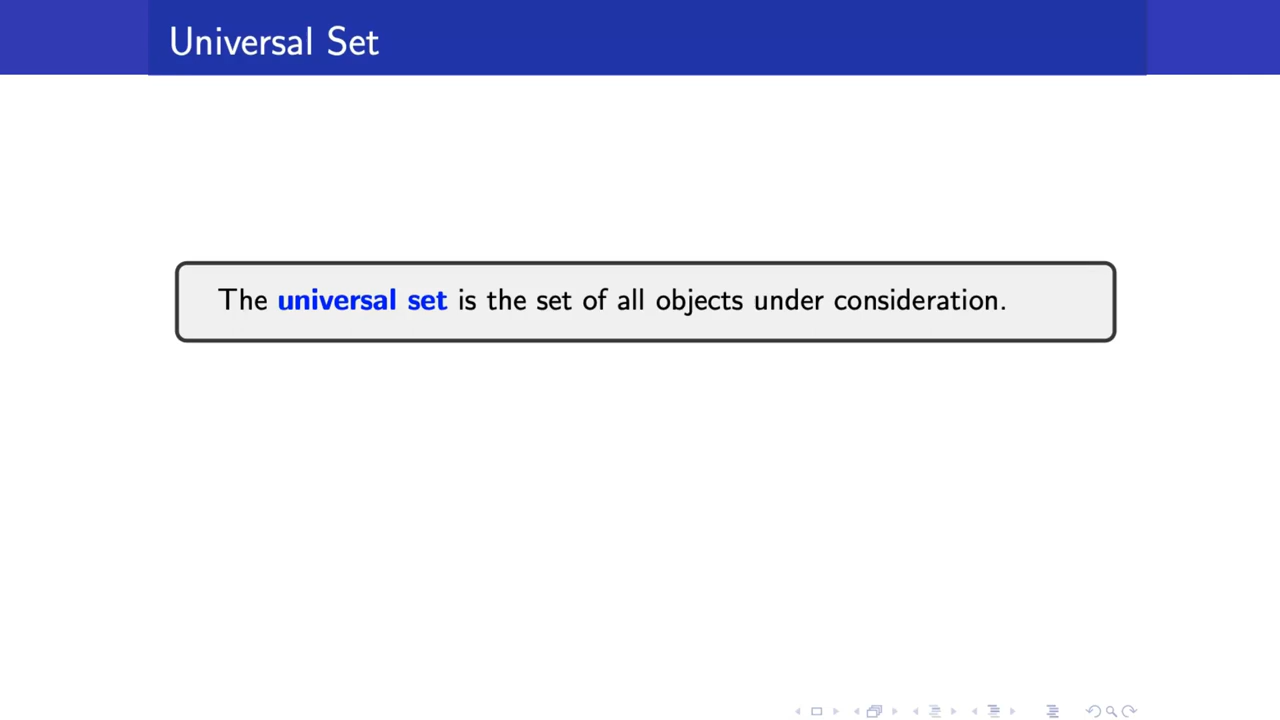 Universal Set
The universal set is the set of all objects under consideration.